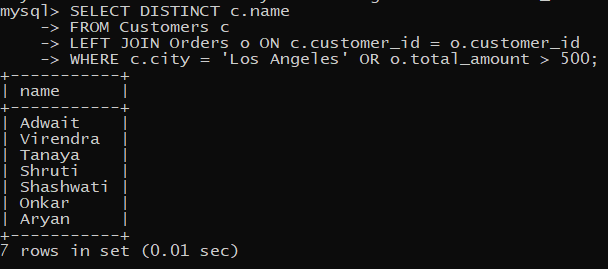 mysql> SELECT DISTINCT c.name
    -> FROM Customers c
    -> LEFT JOIN Orders o ON c.customer_id = o.customer_id
    -> WHERE c.city = 'Los Angeles' OR o.total_amount > 500;
+-----------+
| name      |
+-----------+
| Adwait    |
| Virendra  |
| Tanaya    |
| Shruti    |
| Shashwati |
| Onkar     |
| Aryan     |
+-----------+
7 rows in set (0.01 sec)